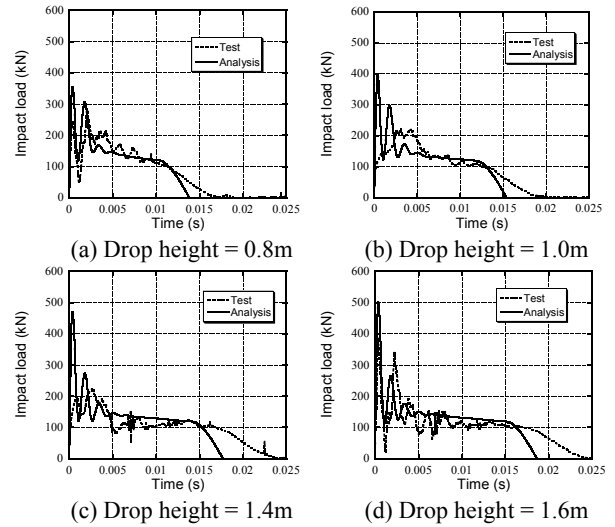 600
500
400
300
200
100
0
Impact load (kN)
Test
Analysis
0 0.005 0.01 0.015 0.02 0.025
Time (s)
(a) Drop height = 0.8m
600
500
400
300
200
100
0
Impact load (kN)
Test
Analysis
0 0.005 0.01 0.015 0.02 0.025
Time (s)
(b) Drop height = 1.0m
600
500
400
300
200
100
0
Impact load (kN)
Test
Analysis
0 0.005 0.01 0.015 0.02 0.025
Time (s)
(c) Drop height = 1.4m
600
500
400
300
200
100
0
Impact load (kN)
Test
Analysis
0 0.005 0.01 0.015 0.02 0.025
Time (s)
(d) Drop height = 1.6m